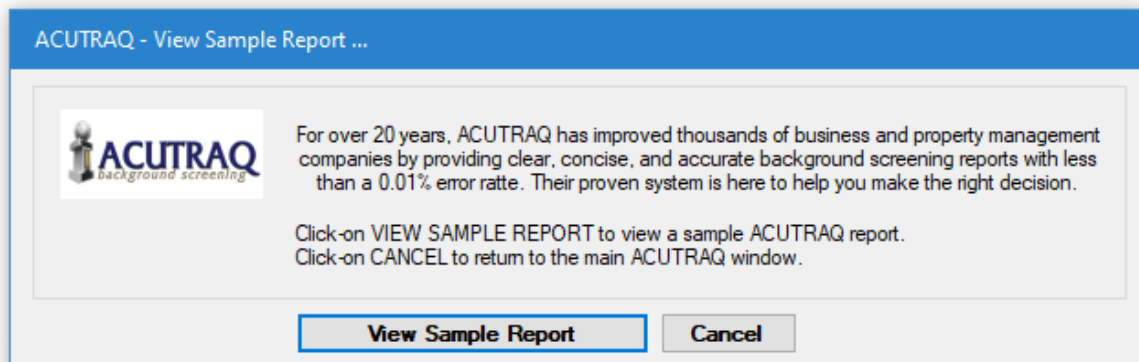 ACUTRAQ - View Sample Report ...
ACUTRAQ
background screening
For over 20 years, ACUTRAQ has improved thousands of business and property management
companies by providing clear, concise, and accurate background screening reports with less
than a 0.01% error ratte. Their proven system is here to help you make the right decision.
Click-on VIEW SAMPLE REPORT to view a sample ACUTRAQ report.
Click-on CANCEL to return to the main ACUTRAQ window.
View Sample Report
Cancel